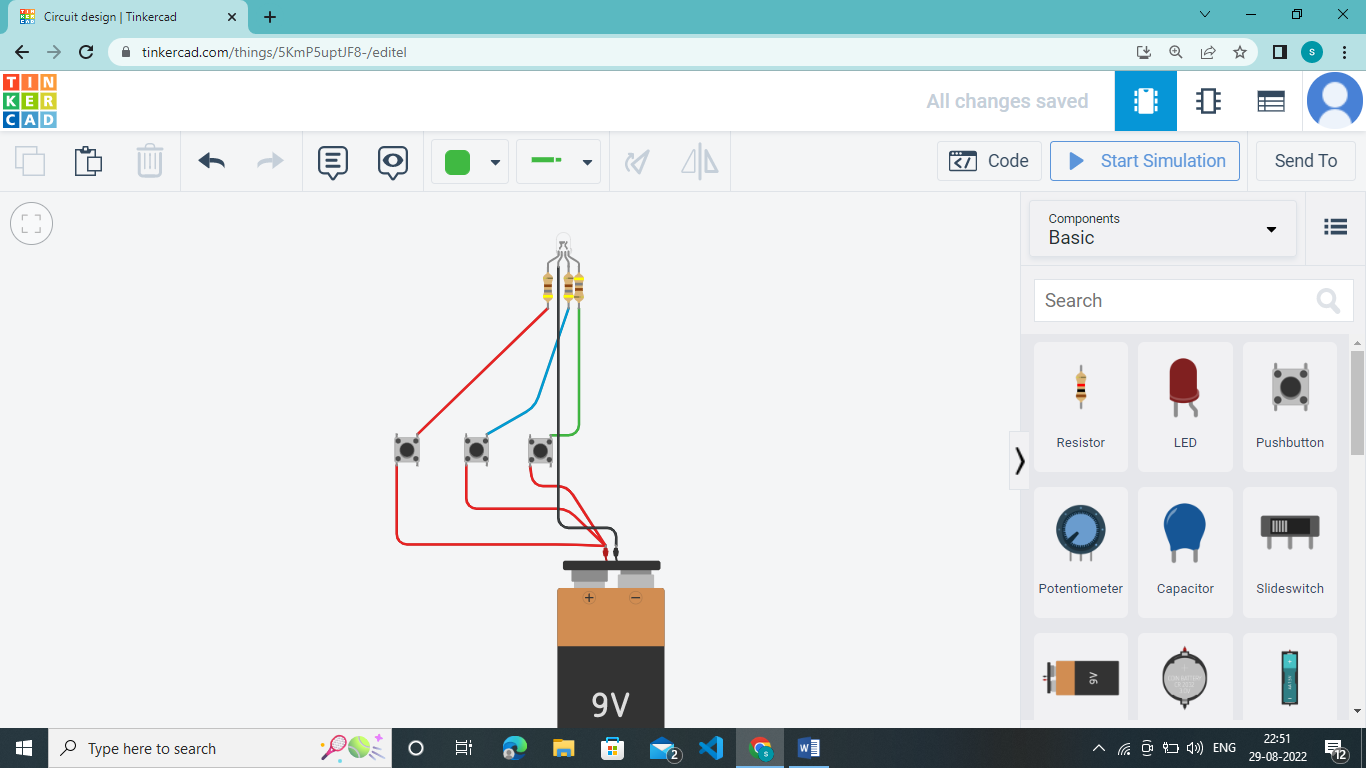 Circuit design | Tinkercad
tinkercad.com/things/5KmP5uptJF8-/editel
s
TIN
KER
CAD
All changes saved
Code
Start Simulation
Send To
Components
Basic
Search
Resistor
LED
Pushbutton
Potentiometer
Capacitor
Slideswitch
+ −
9V
9V
Type here to search
2
S
W
ENG
22:51
29-08-2022
12